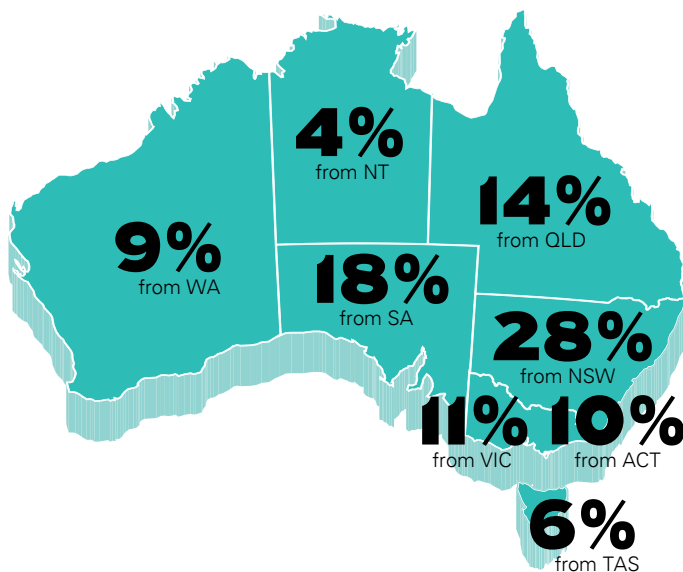 4%
from NT
14%
from QLD
9%
from WA
18%
from SA
28%
from NSW
11%
from VIC
10%
from ACT
6%
from TAS